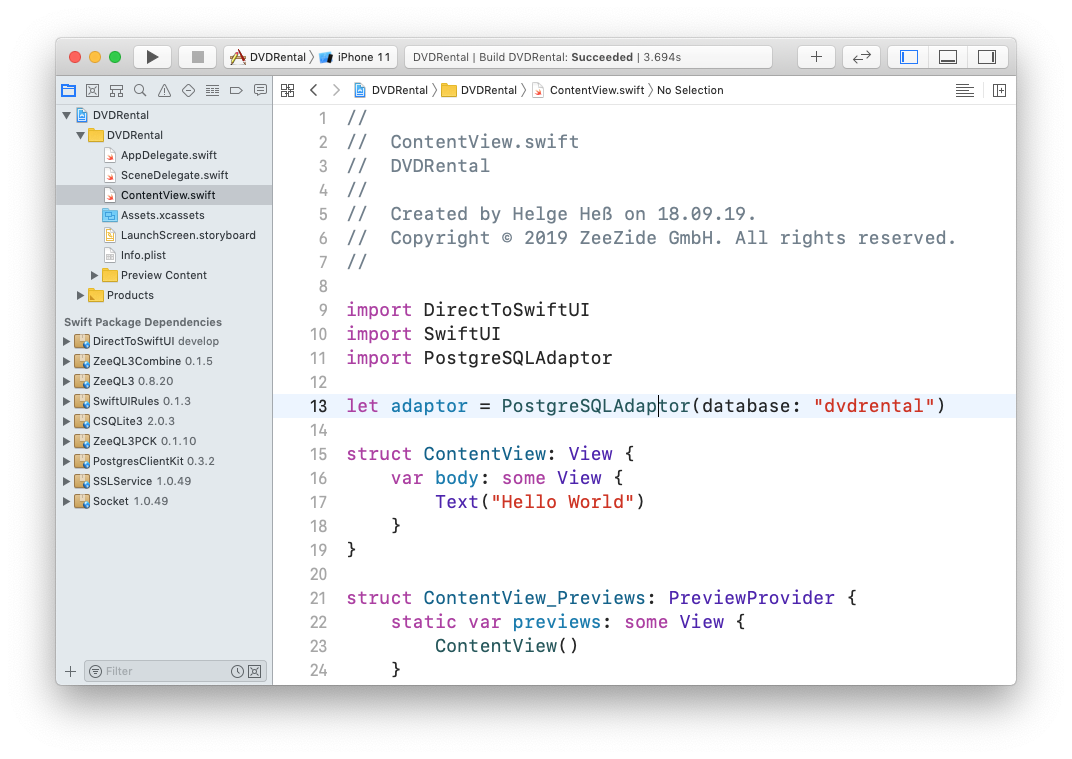 DVDRental
iPhone 11
DVDRental | Build DVDRental: Succeeded | 3.694s
DVDRental
DVDRental
ContentView.swift
No Selection
DVDRental
DVDRental
AppDelegate.swift
SceneDelegate.swift
ContentView.swift
Assets.xcassets
LaunchScreen.storyboard
Info.plist
Preview Content
Products
Swift Package Dependencies
DirectToSwiftUI develop
ZeeQL3Combine 0.1.5
ZeeQL3 0.8.20
SwiftUIRules 0.1.3
CSQLite3 2.0.3
ZeeQL3PCK 0.1.10
PostgresClientKit 0.3.2
SSLService 1.0.49
Socket 1.0.49
Filter
1 //
2 //  ContentView.swift
3 //  DVDRental
4 //
5 //  Created by Helge Heß on 18.09.19.
6 //  Copyright © 2019 ZeeZide GmbH. All rights reserved.
7 //
8
9 import DirectToSwiftUI
10 import SwiftUI
11 import PostgreSQLAdaptor
12
13 let adaptor = PostgreSQLAdaptor(database: "dvdrental")
14
15 struct ContentView: View {
16     var body: some View {
17         Text("Hello World")
18     }
19 }
20
21 struct ContentView_Previews: PreviewProvider {
22     static var previews: some View {
23         ContentView()
24     }